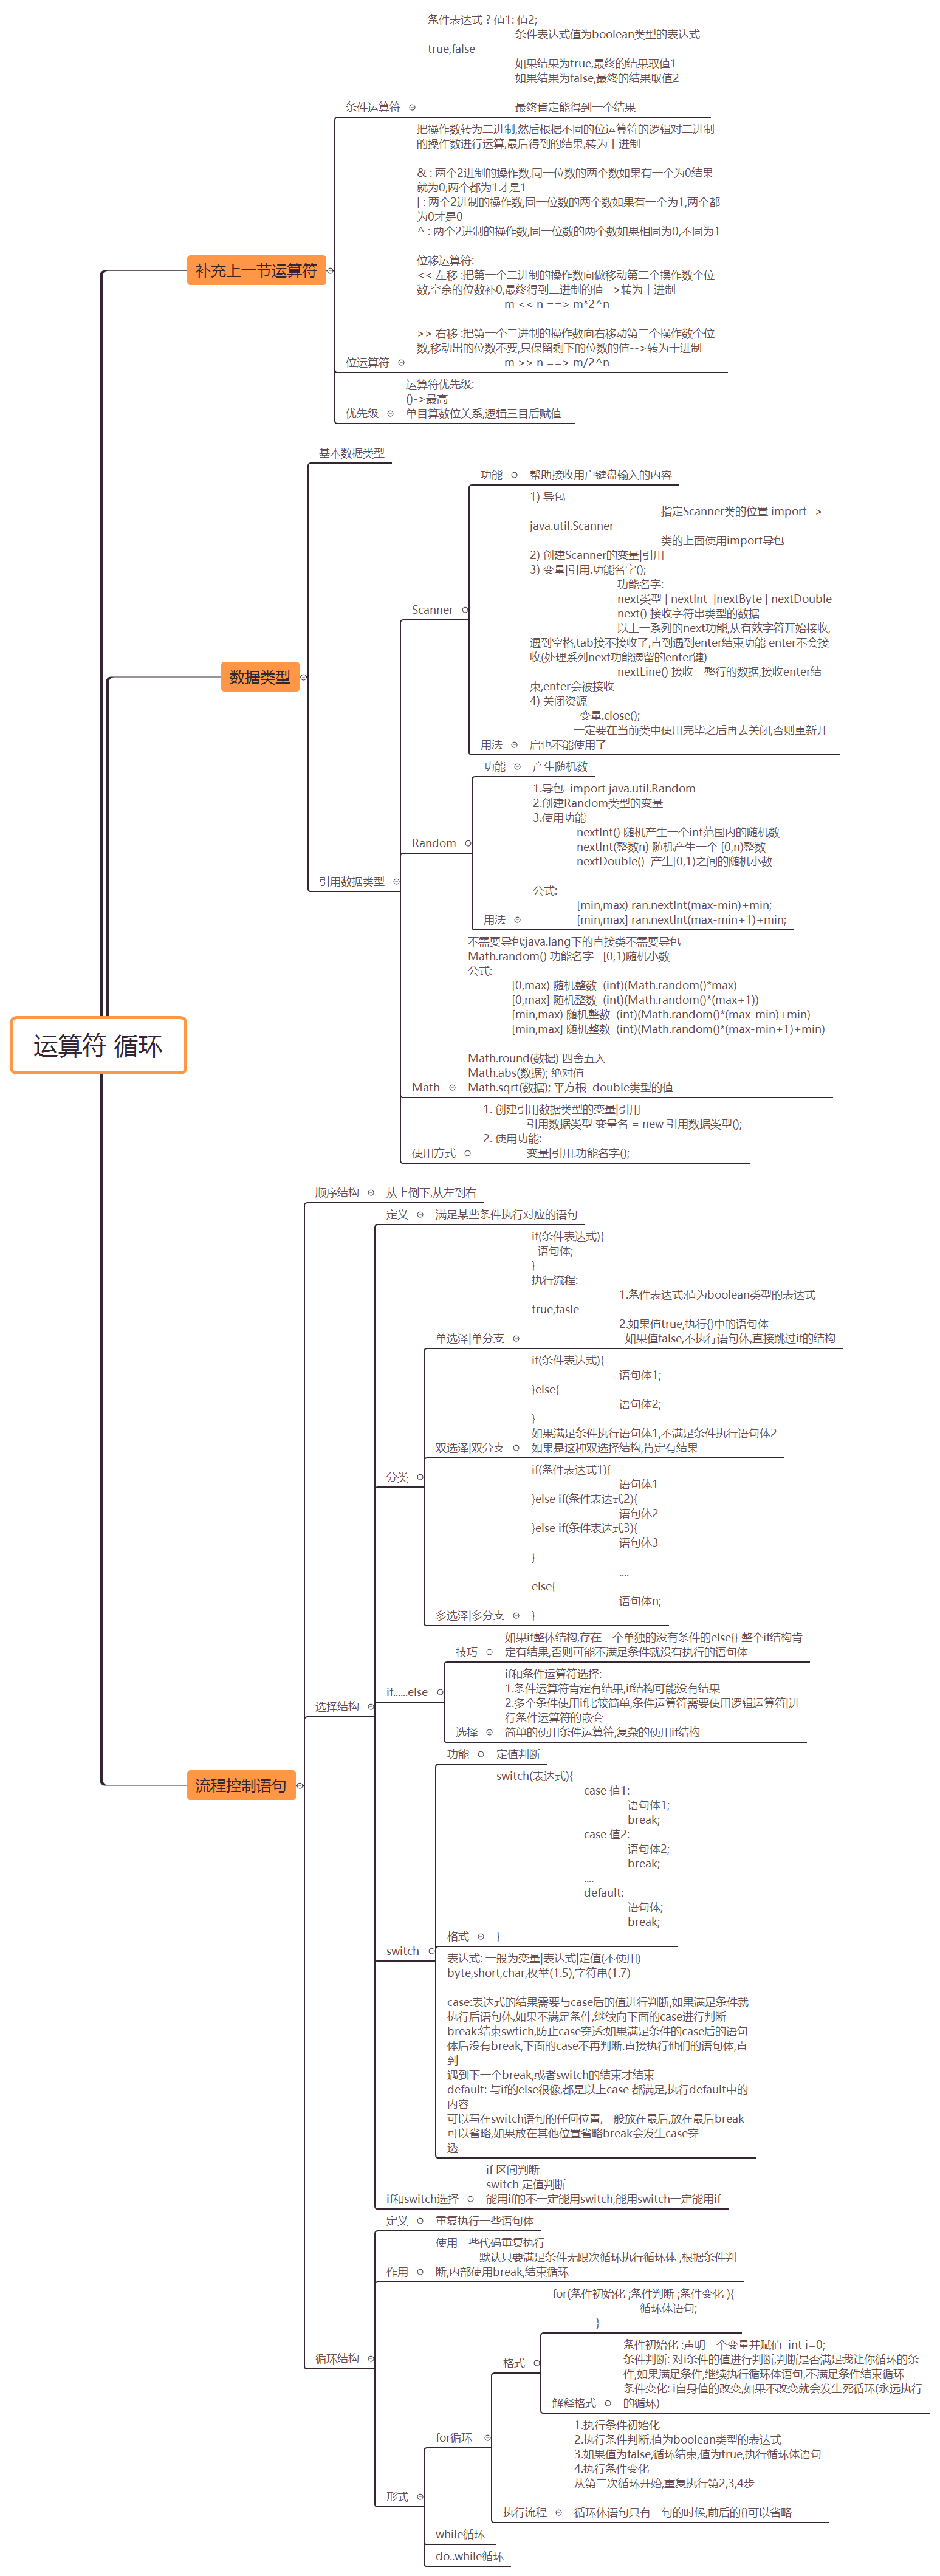 条件表达式 ? 值1: 值2;
条件表达式值为boolean类型的表达式
true,false
如果结果为true,最终的结果取值1
如果结果为false,最终的结果取值2
最终肯定能得到一个结果
条件运算符
把操作数转为二进制,然后根据不同的位运算符的逻辑对二进制
的操作数进行运算,最后得到的结果,转为十进制
& : 两个2进制的操作数,同一位数的两个数如果有一个为0结果
就为0,两个都为1才是1
| : 两个2进制的操作数,同一位数的两个数如果有一个为1,两个都
为0才是0
^ : 两个2进制的操作数,同一位数的两个数如果相同为0,不同为1
位移运算符:
<< 左移 :把第一个二进制的操作数向做移动第二个操作数个位
数,空余的位数补0,最终得到二进制的值-->转为十进制
m << n ==> m*2^n
>> 右移 :把第一个二进制的操作数向右移动第二个操作数个位
数,移动出的位数不要,只保留剩下的位数的值-->转为十进制
m >> n ==> m/2^n
位运算符
运算符优先级:
()->最高
单目算数位关系,逻辑三目后赋值
优先级
补充上一节运算符
基本数据类型
功能
帮助接收用户键盘输入的内容
1) 导包
指定Scanner类的位置 import ->
java.util.Scanner
类的上面使用import导包
2) 创建Scanner的变量|引用
3) 变量|引用.功能名字();
功能名字:
next类型 | nextInt |nextByte | nextDouble
next() 接收字符串类型的数据
以上一系列的next功能,从有效字符开始接收,
遇到空格,tab接不接收了,直到遇到enter结束功能 enter不会接
收(处理系列next功能遗留的enter键)
nextLine() 接收一整行的数据,接收enter结
束,enter会被接收
4) 关闭资源
变量.close();
一定要在当前类中使用完毕之后再去关闭,否则重新开
启也不能使用了
用法
Scanner
功能
产生随机数
1.导包 import java.util.Random
2.创建Random类型的变量
3.使用功能
nextInt() 随机产生一个int范围内的随机数
nextInt(整数n) 随机产生一个 [0,n)整数
nextDouble() 产生[0,1)之间的随机小数
公式:
[min,max) ran.nextInt(max-min)+min;
[min,max] ran.nextInt(max-min+1)+min;
用法
Random
引用数据类型
数据类型
不需要导包:java.lang下的直接类不需要导包
Math.random() 功能名字 [0,1)随机小数
公式:
[0,max) 随机整数 (int)(Math.random()*max)
[0,max] 随机整数 (int)(Math.random()*(max+1))
[min,max) 随机整数 (int)(Math.random()*(max-min)+min)
[min,max] 随机整数 (int)(Math.random()*(max-min+1)+min)
Math.round(数据) 四舍五入
Math.abs(数据); 绝对值
Math.sqrt(数据); 平方根 double类型的值
Math
1. 创建引用数据类型的变量|引用
引用数据类型 变量名 = new 引用数据类型();
2. 使用功能:
变量|引用.功能名字();
使用方式
运算符 循环
顺序结构
从上倒下,从左到右
定义
满足某些条件执行对应的语句
if(条件表达式){
语句体;
}
执行流程:
1.条件表达式:值为boolean类型的表达式
true,fasle
2.如果值true,执行{}中的语句体
如果值false,不执行语句体,直接跳过if的结构
单选泽|单分支
if(条件表达式){
语句体1;
}else{
语句体2;
}
如果满足条件执行语句体1,不满足条件执行语句体2
如果是这种双选择结构,肯定有结果
双选泽|双分支
分类
if(条件表达式1){
语句体1
}else if(条件表达式2){
语句体2
}else if(条件表达式3){
语句体3
}
....
else{
语句体n;
}
多选泽|多分支
如果if整体结构,存在一个单独的没有条件的else{} 整个if结构肯
定有结果,否则可能不满足条件就没有执行的语句体
技巧
if......else
if和条件运算符选择:
1.条件运算符肯定有结果,if结构可能没有结果
2.多个条件使用if比较简单,条件运算符需要使用逻辑运算符|进
行条件运算符的嵌套
简单的使用条件运算符,复杂的使用if结构
选择
选择结构
功能
定值判断
switch(表达式){
case 值1:
语句体1;
break;
case 值2:
语句体2;
break;
....
default:
语句体;
break;
}
格式
switch
表达式: 一般为变量|表达式|定值(不使用)
byte,short,char,枚举(1.5),字符串(1.7)
case:表达式的结果需要与case后的值进行判断,如果满足条件就
执行后语句体,如果不满足条件,继续向下面的case进行判断
break:结束swtich,防止case穿透:如果满足条件的case后的语句
体后没有break,下面的case不再判断.直接执行他们的语句体,直
到
遇到下一个break,或者switch的结束才结束
default: 与if的else很像,都是以上case 都满足,执行default中的
内容
可以写在switch语句的任何位置,一般放在最后,放在最后break
可以省略,如果放在其他位置省略break会发生case穿
透
if 区间判断
switch 定值判断
能用if的不一定能用switch,能用switch一定能用if
if和switch选择
流程控制语句
定义
重复执行一些语句体
使用一些代码重复执行
默认只要满足条件无限次循环执行循环体 ,根据条件判
断,内部使用break,结束循环
作用
循环结构
for(条件初始化 ;条件判断 ;条件变化 ){
循环体语句;
}
格式
条件初始化 :声明一个变量并赋值 int i=0;
条件判断: 对i条件的值进行判断,判断是否满足我让你循环的条
件,如果满足条件,继续执行循环体语句,不满足条件结束循环
条件变化: i自身值的改变,如果不改变就会发生死循环(永远执行
的循环)
解释格式
for循环
1.执行条件初始化
2.执行条件判断,值为boolean类型的表达式
3.如果值为false,循环结束,值为true,执行循环体语句
4.执行条件变化
从第二次循环开始,重复执行第2,3,4步
循环体语句只有一句的时候,前后的{}可以省略
执行流程
形式
while循环
do..while循环